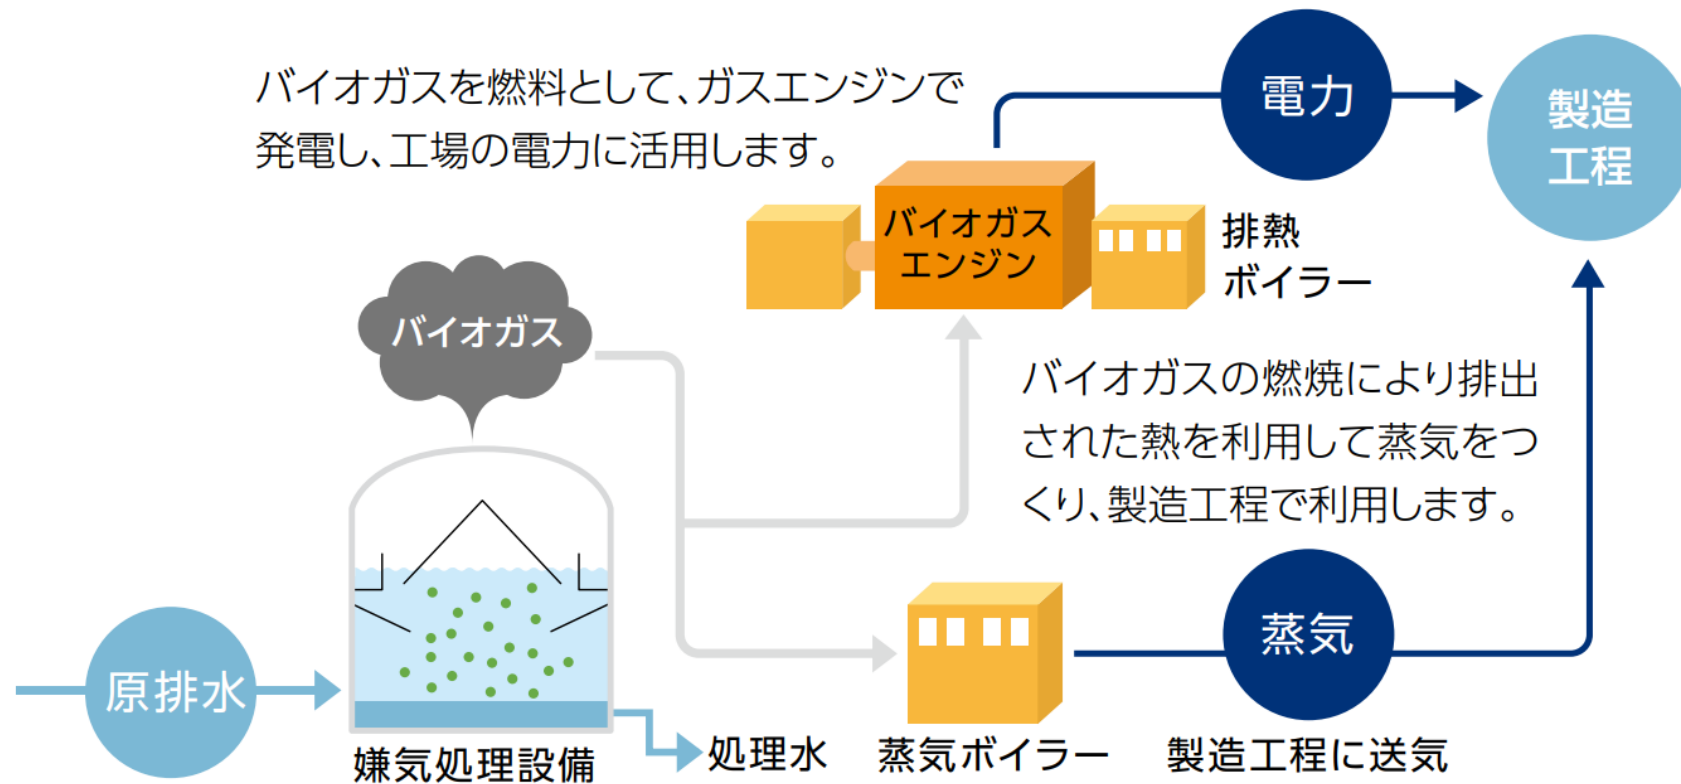 バイオガスを燃料として、ガスエンジンで
発電し、工場の電力に活用します。
電力
製造
工程
バイオガス
エンジン
排熱
ボイラー
バイオガス
バイオガスの燃焼により排出
された熱を利用して蒸気をつ
くり、製造工程で利用します。
原排水
嫌気処理設備
処理水
蒸気ボイラー
蒸気
製造工程に送気